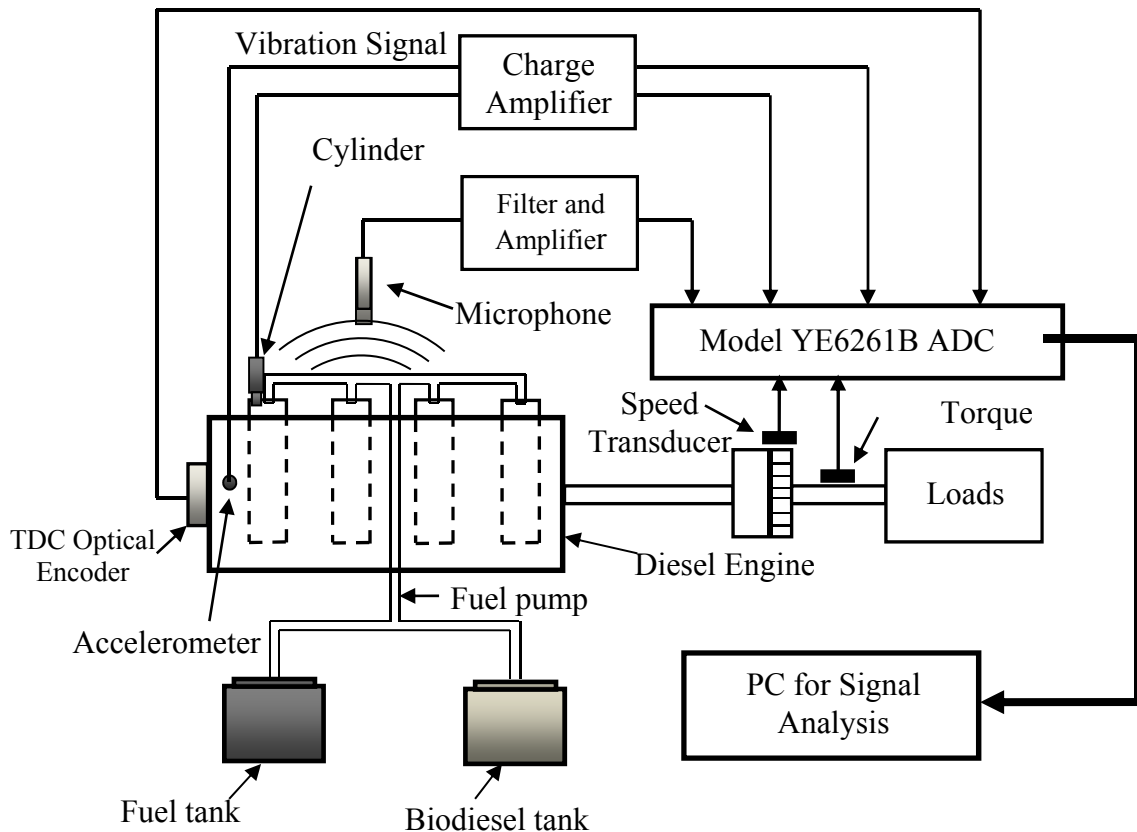 Vibration Signal
Charge
Amplifier
Cylinder
Filter and
Amplifier
Microphone
Model YE6261B ADC
Speed
Transducer
Torque
Loads
TDC Optical
Encoder
Diesel Engine
Fuel pump
Accelerometer
PC for Signal
Analysis
Fuel tank
Biodiesel tank